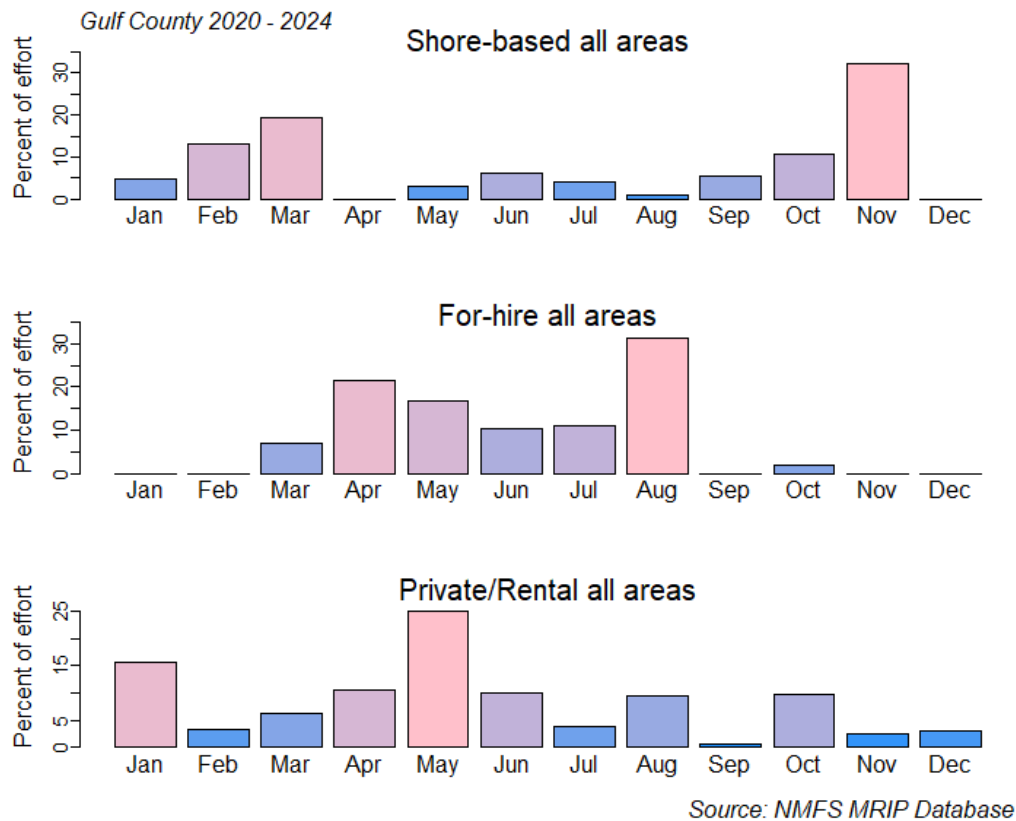 Gulf County 2020 - 2024
Shore-based all areas
Percent of effort
30
20
10
0
Jan Feb Mar Apr May Jun Jul Aug Sep Oct Nov Dec
For-hire all areas
Percent of effort
30
20
10
0
Jan Feb Mar Apr May Jun Jul Aug Sep Oct Nov Dec
Private/Rental all areas
Percent of effort
25
15
5
0
Jan Feb Mar Apr May Jun Jul Aug Sep Oct Nov Dec
Source: NMFS MRIP Database